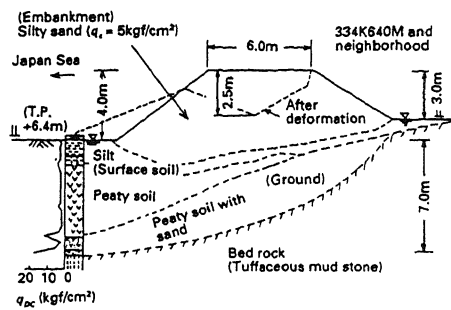 (Embankment)
Silty sand (qc = 5kgf/cm²)
6.0m
334K640M and
neighborhood
Japan Sea
4.0m
2.5m
3.0m
After
deformation
(T.P.
+6.4m)
Silt
(Surface soil)
Peaty soil
(Ground)
Peaty soil with
sand
7.0m
Bed rock
(Tuffaceous mud stone)
20 10 0
qDC (kgf/cm²)